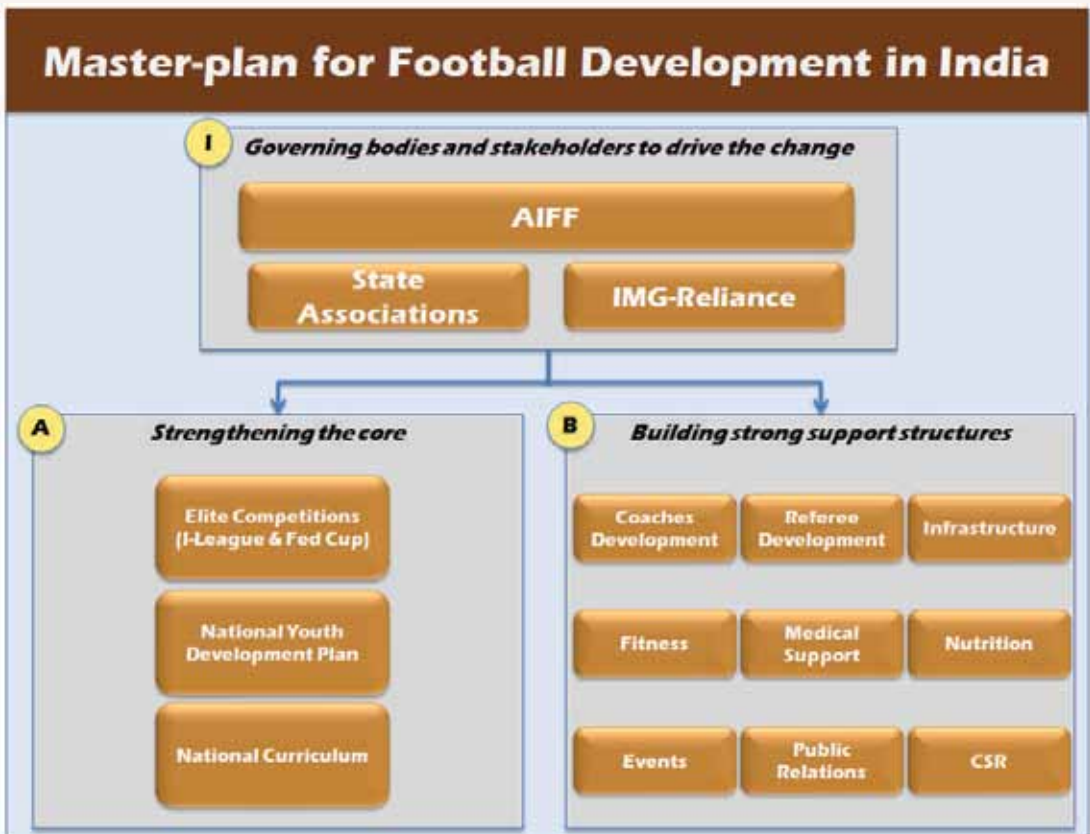 Master-plan for Football Development in India
I
Governing bodies and stakeholders to drive the change
AIFF
State
Associations
IMG-Reliance
A
Strengthening the core
Elite Competitions
(I-League & Fed Cup)
National Youth
Development Plan
National Curriculum
B
Building strong support structures
Coaches
Development
Referee
Development
Infrastructure
Fitness
Medical
Support
Nutrition
Events
Public
Relations
CSR